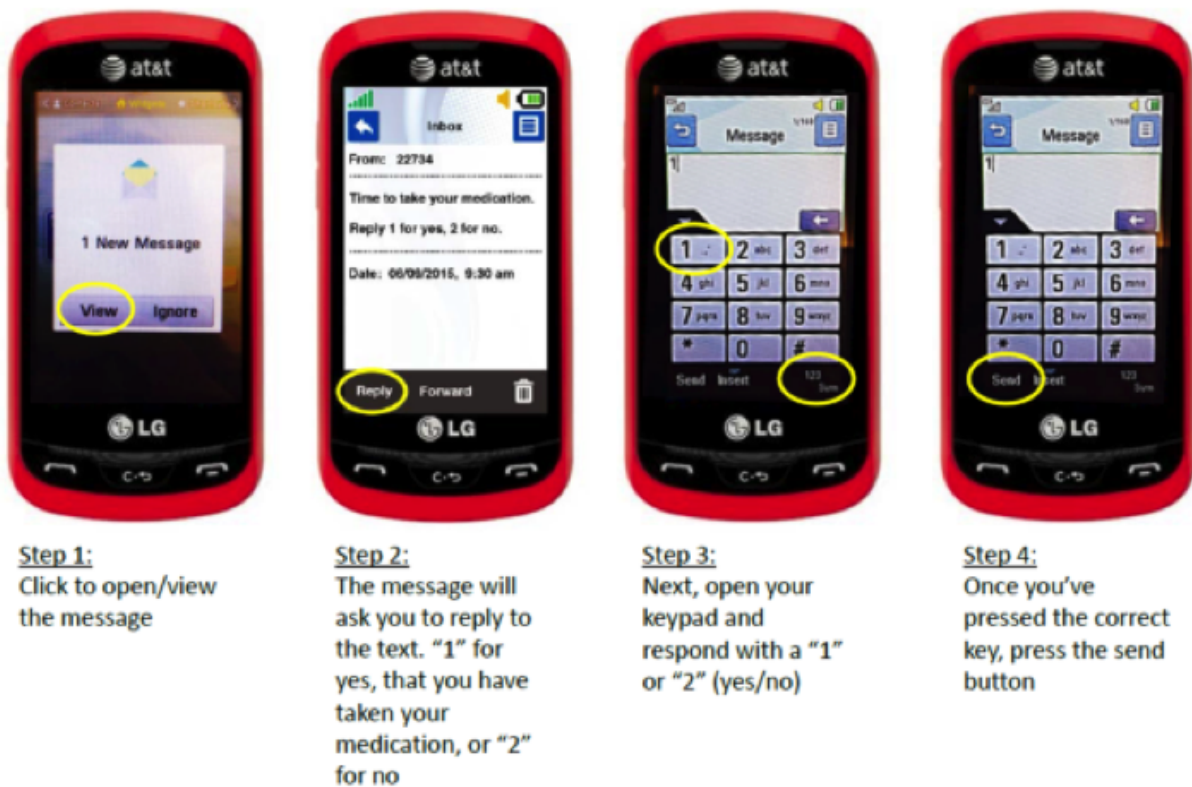 at&t
1 New Message
View Ignore
LG
at&t
Inbox
From: 22734
Time to take your medication.
Reply 1 for yes, 2 for no.
Date: 06/06/2015, 9:30 am
Reply Forward
LG
at&t
Message
1
1 2 abc 3 def
4 ghi 5 jkl 6 mno
7 pqrs 8 tuv 9 wxyz
* 0 #
Send Insert 123
Sym
LG
at&t
Message
1
1 2 abc 3 def
4 ghi 5 jkl 6 mno
7 pqrs 8 tuv 9 wxyz
* 0 #
Send Insert 123
Sym
LG
Step 1:
Click to open/view
the message
Step 2:
The message will
ask you to reply to
the text. “1” for
yes, that you have
taken your
medication, or “2”
for no
Step 3:
Next, open your
keypad and
respond with a “1”
or “2” (yes/no)
Step 4:
Once you’ve
pressed the correct
key, press the send
button